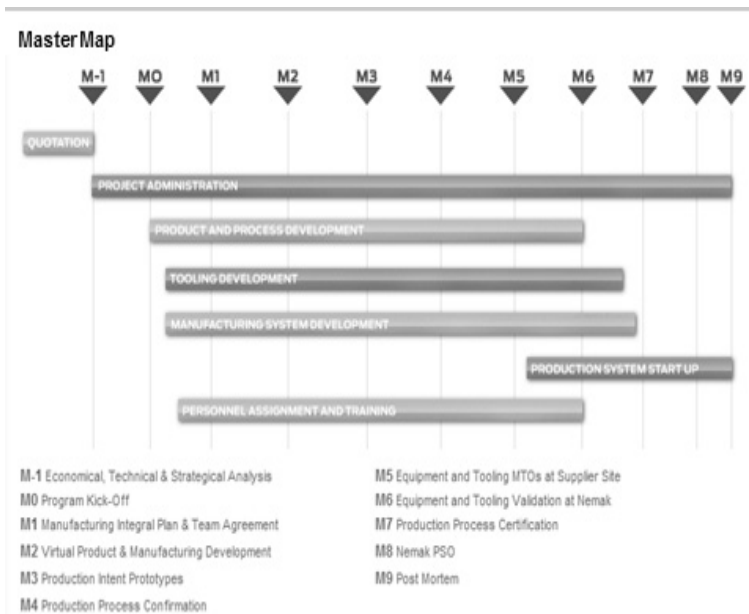 MasterMap
M-1 M0 M1 M2 M3 M4 M5 M6 M7 M8 M9
QUOTATION
PROJECT ADMINISTRATION
PRODUCT AND PROCESS DEVELOPMENT
TOOLING DEVELOPMENT
MANUFACTURING SYSTEM DEVELOPMENT
PRODUCTION SYSTEM START UP
PERSONNEL ASSIGNMENT AND TRAINING
M-1 Economical, Technical & Strategical Analysis
M0 Program Kick-Off
M1 Manufacturing Integral Plan & Team Agreement
M2 Virtual Product & Manufacturing Development
M3 Production Intent Prototypes
M4 Production Process Confirmation
M5 Equipment and Tooling MTOs at Supplier Site
M6 Equipment and Tooling Validation at Nemak
M7 Production Process Certification
M8 Nemak PSO
M9 Post Mortem